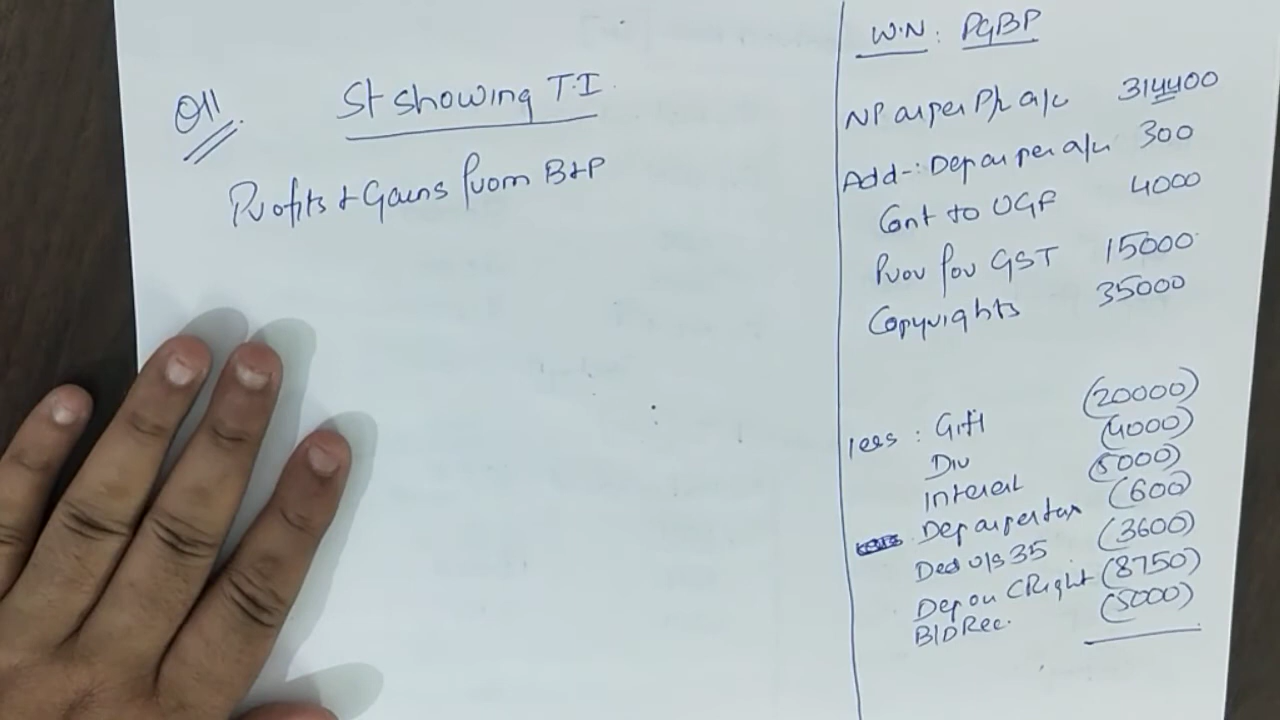 Q11.
St showing T.I.
Profits & Gains from B&P
W.N: PGBP
NP as per P/L a/c 314400
Add-: Dep as per a/c 300
Cont to UGF 4000
Prov for GST 15000
Copyrights 35000
less : Gift (20000)
Div (4000)
Interest (5000)
Dep as per tax (600)
Ded u/s 35 (3600)
Dep on CRight (8750)
B/D Rec. (5000)